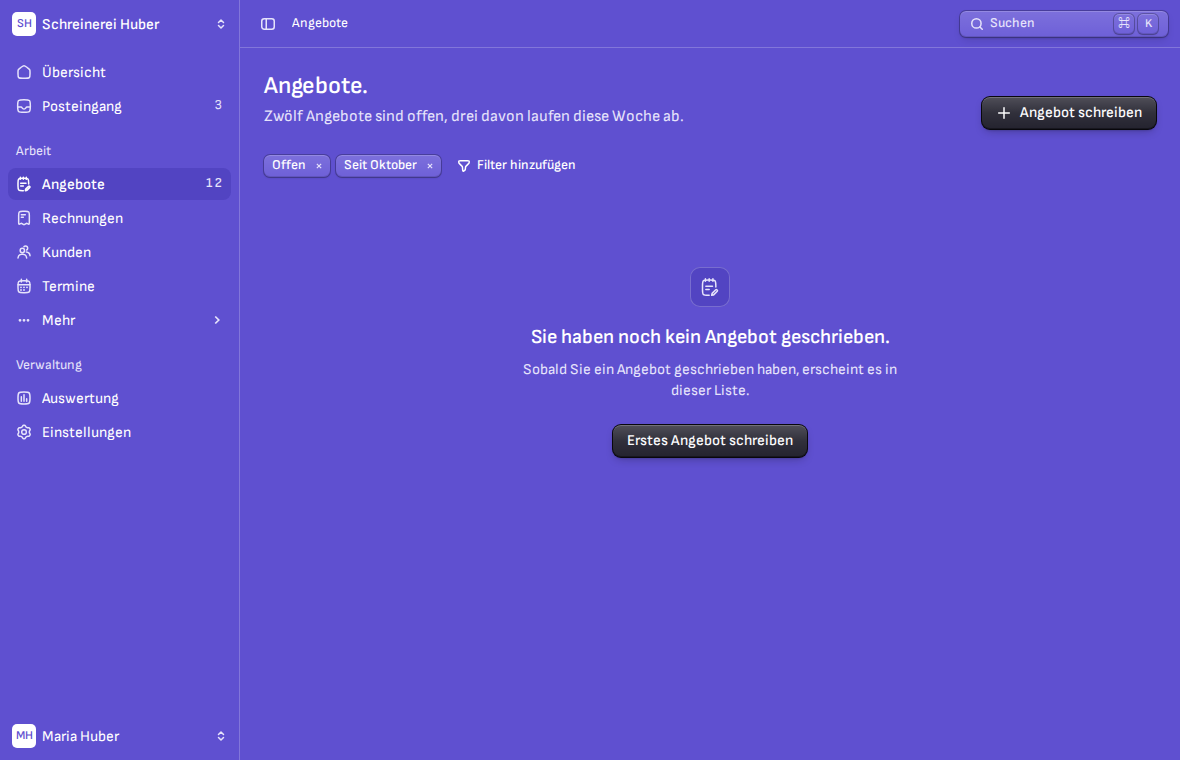 SH Schreinerei Huber
Angebote
Suchen ⌘ K
Übersicht
Posteingang 3
Arbeit
Angebote 12
Rechnungen
Kunden
Termine
Mehr
Verwaltung
Auswertung
Einstellungen
MH Maria Huber
Angebote.
Zwölf Angebote sind offen, drei davon laufen diese Woche ab.
Angebot schreiben
Offen × Seit Oktober × Filter hinzufügen
Sie haben noch kein Angebot geschrieben.
Sobald Sie ein Angebot geschrieben haben, erscheint es in
dieser Liste.
Erstes Angebot schreiben